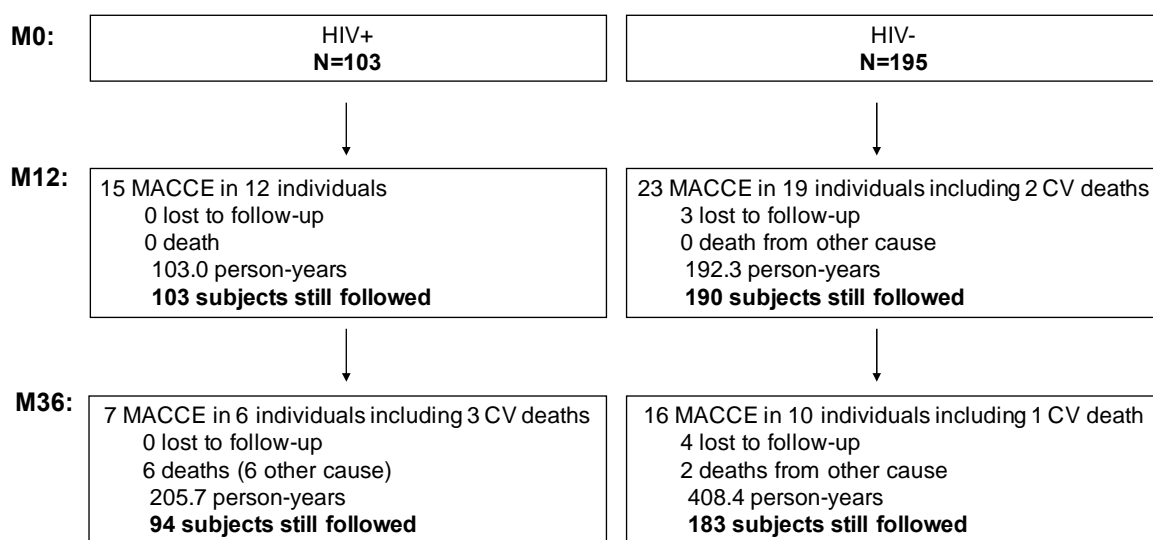 M0:
HIV+
N=103
HIV-
N=195
M12:
15 MACCE in 12 individuals
0 lost to follow-up
0 death
103.0 person-years
103 subjects still followed
23 MACCE in 19 individuals including 2 CV deaths
3 lost to follow-up
0 death from other cause
192.3 person-years
190 subjects still followed
M36:
7 MACCE in 6 individuals including 3 CV deaths
0 lost to follow-up
6 deaths (6 other cause)
205.7 person-years
94 subjects still followed
16 MACCE in 10 individuals including 1 CV death
4 lost to follow-up
2 deaths from other cause
408.4 person-years
183 subjects still followed